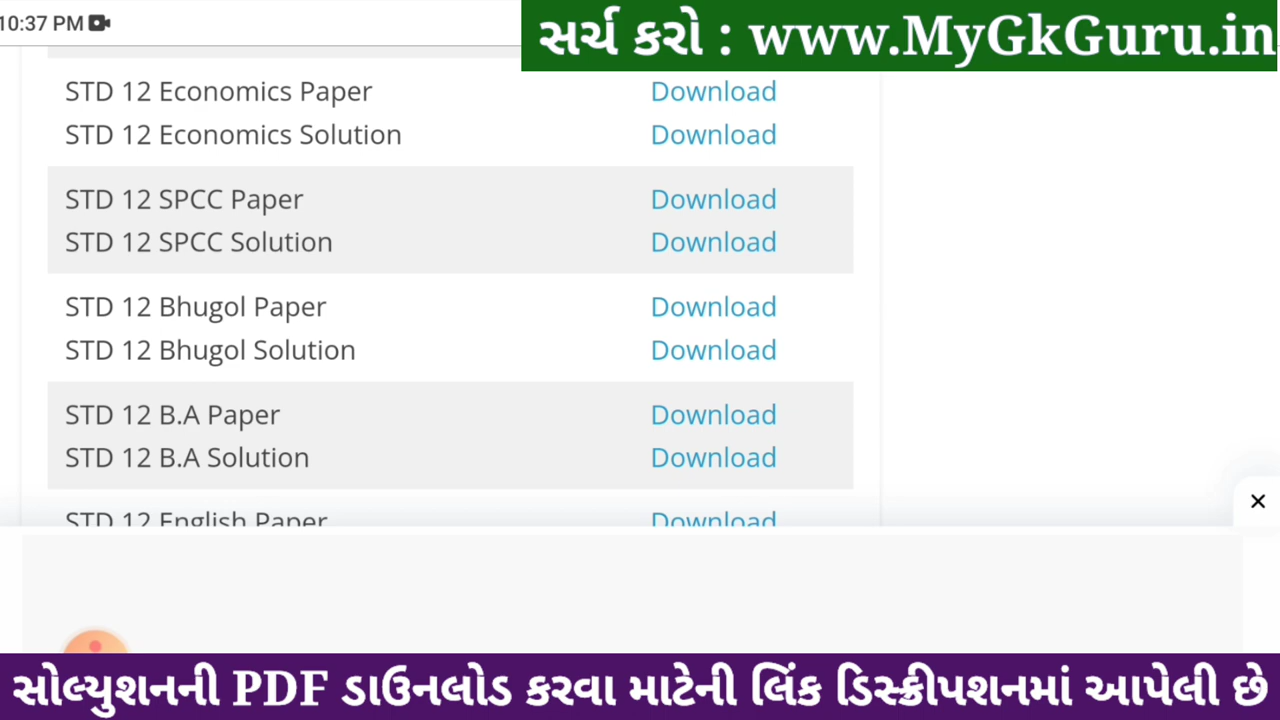 10:37 PM
સર્ચ કરો : www.MyGkGuru.in
STD 12 Economics Paper Download
STD 12 Economics Solution Download
STD 12 SPCC Paper Download
STD 12 SPCC Solution Download
STD 12 Bhugol Paper Download
STD 12 Bhugol Solution Download
STD 12 B.A Paper Download
STD 12 B.A Solution Download
STD 12 English Paper Download
સોલ્યુશનની PDF ડાઉનલોડ કરવા માટેની લિંક ડિસ્ક્રીપશનમાં આપેલી છે